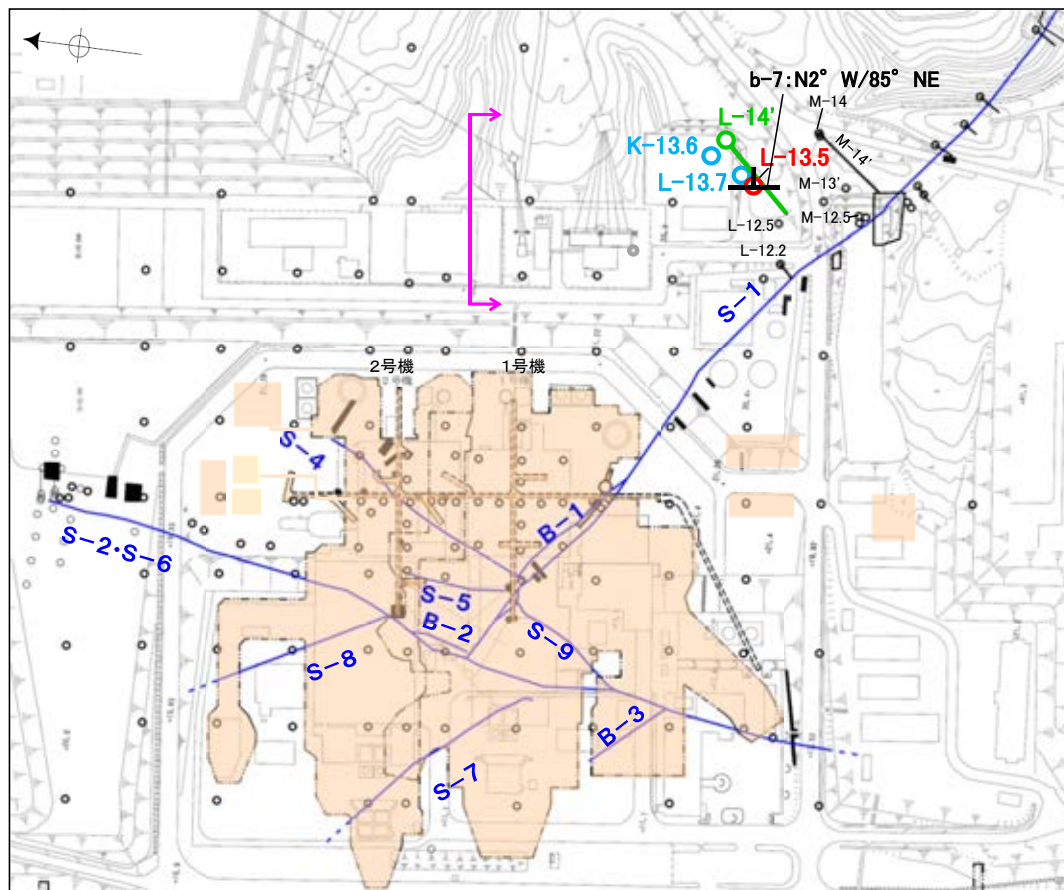 b-7:N2° W/85° NE
M-14
L-14'
K-13.6
L-13.5
M-14'
L-13.7
M-13'
L-12.5
M-12.5
L-12.2
S-1
2号機
1号機
S-4
B-1
S-2・S-6
S-5
B-2
S-9
S-8
B-3
S-7